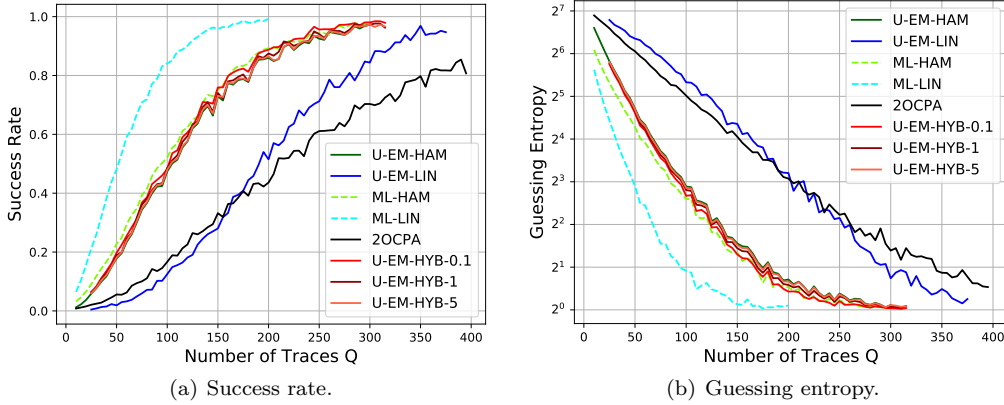 1.0
0.8
0.6
0.4
0.2
0.0
Success Rate
U-EM-HAM
U-EM-LIN
ML-HAM
ML-LIN
2OCPA
U-EM-HYB-0.1
U-EM-HYB-1
U-EM-HYB-5
0 50 100 150 200 250 300 350 400
Number of Traces Q
(a) Success rate.
2⁷
2⁶
2⁵
2⁴
2³
2²
2¹
2⁰
Guessing Entropy
U-EM-HAM
U-EM-LIN
ML-HAM
ML-LIN
2OCPA
U-EM-HYB-0.1
U-EM-HYB-1
U-EM-HYB-5
0 50 100 150 200 250 300 350 400
Number of Traces Q
(b) Guessing entropy.